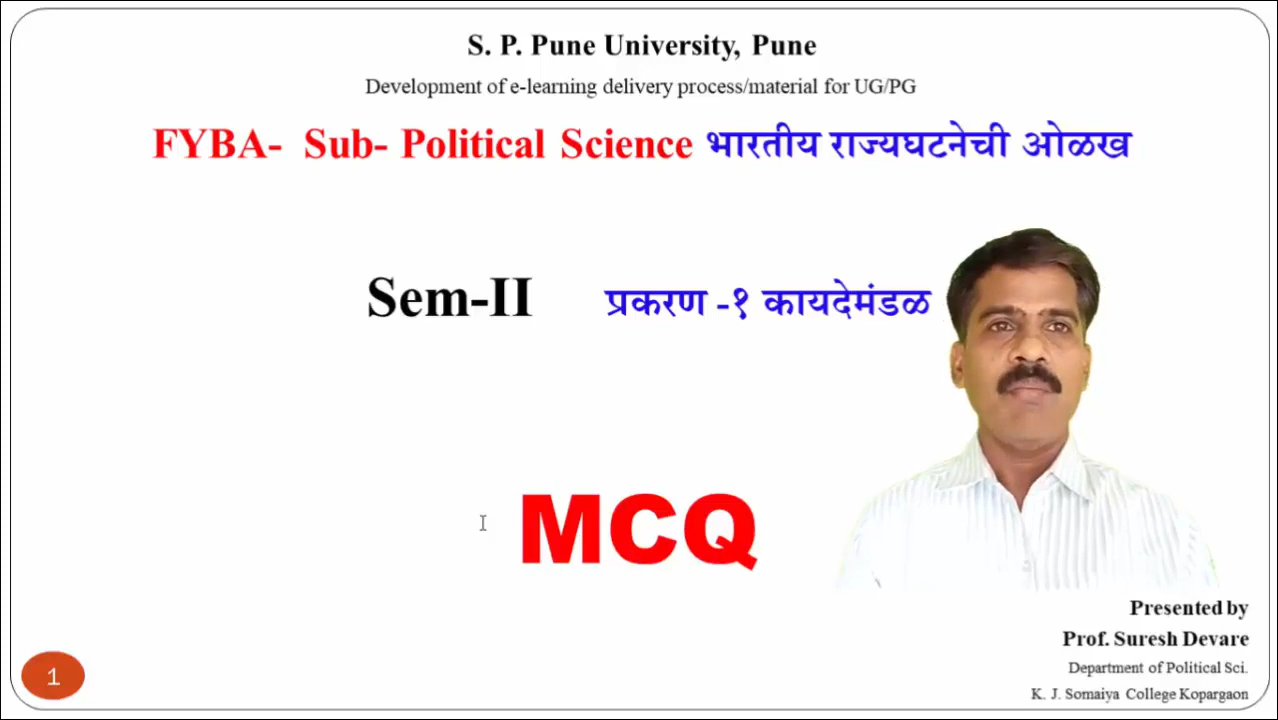 S. P. Pune University, Pune
Development of e-learning delivery process/material for UG/PG
FYBA- Sub- Political Science भारतीय राज्यघटनेची ओळख
Sem-II प्रकरण -१ कायदेमंडळ
MCQ
Presented by
Prof. Suresh Devare
Department of Political Sci.
K. J. Somaiya College Kopargaon
1